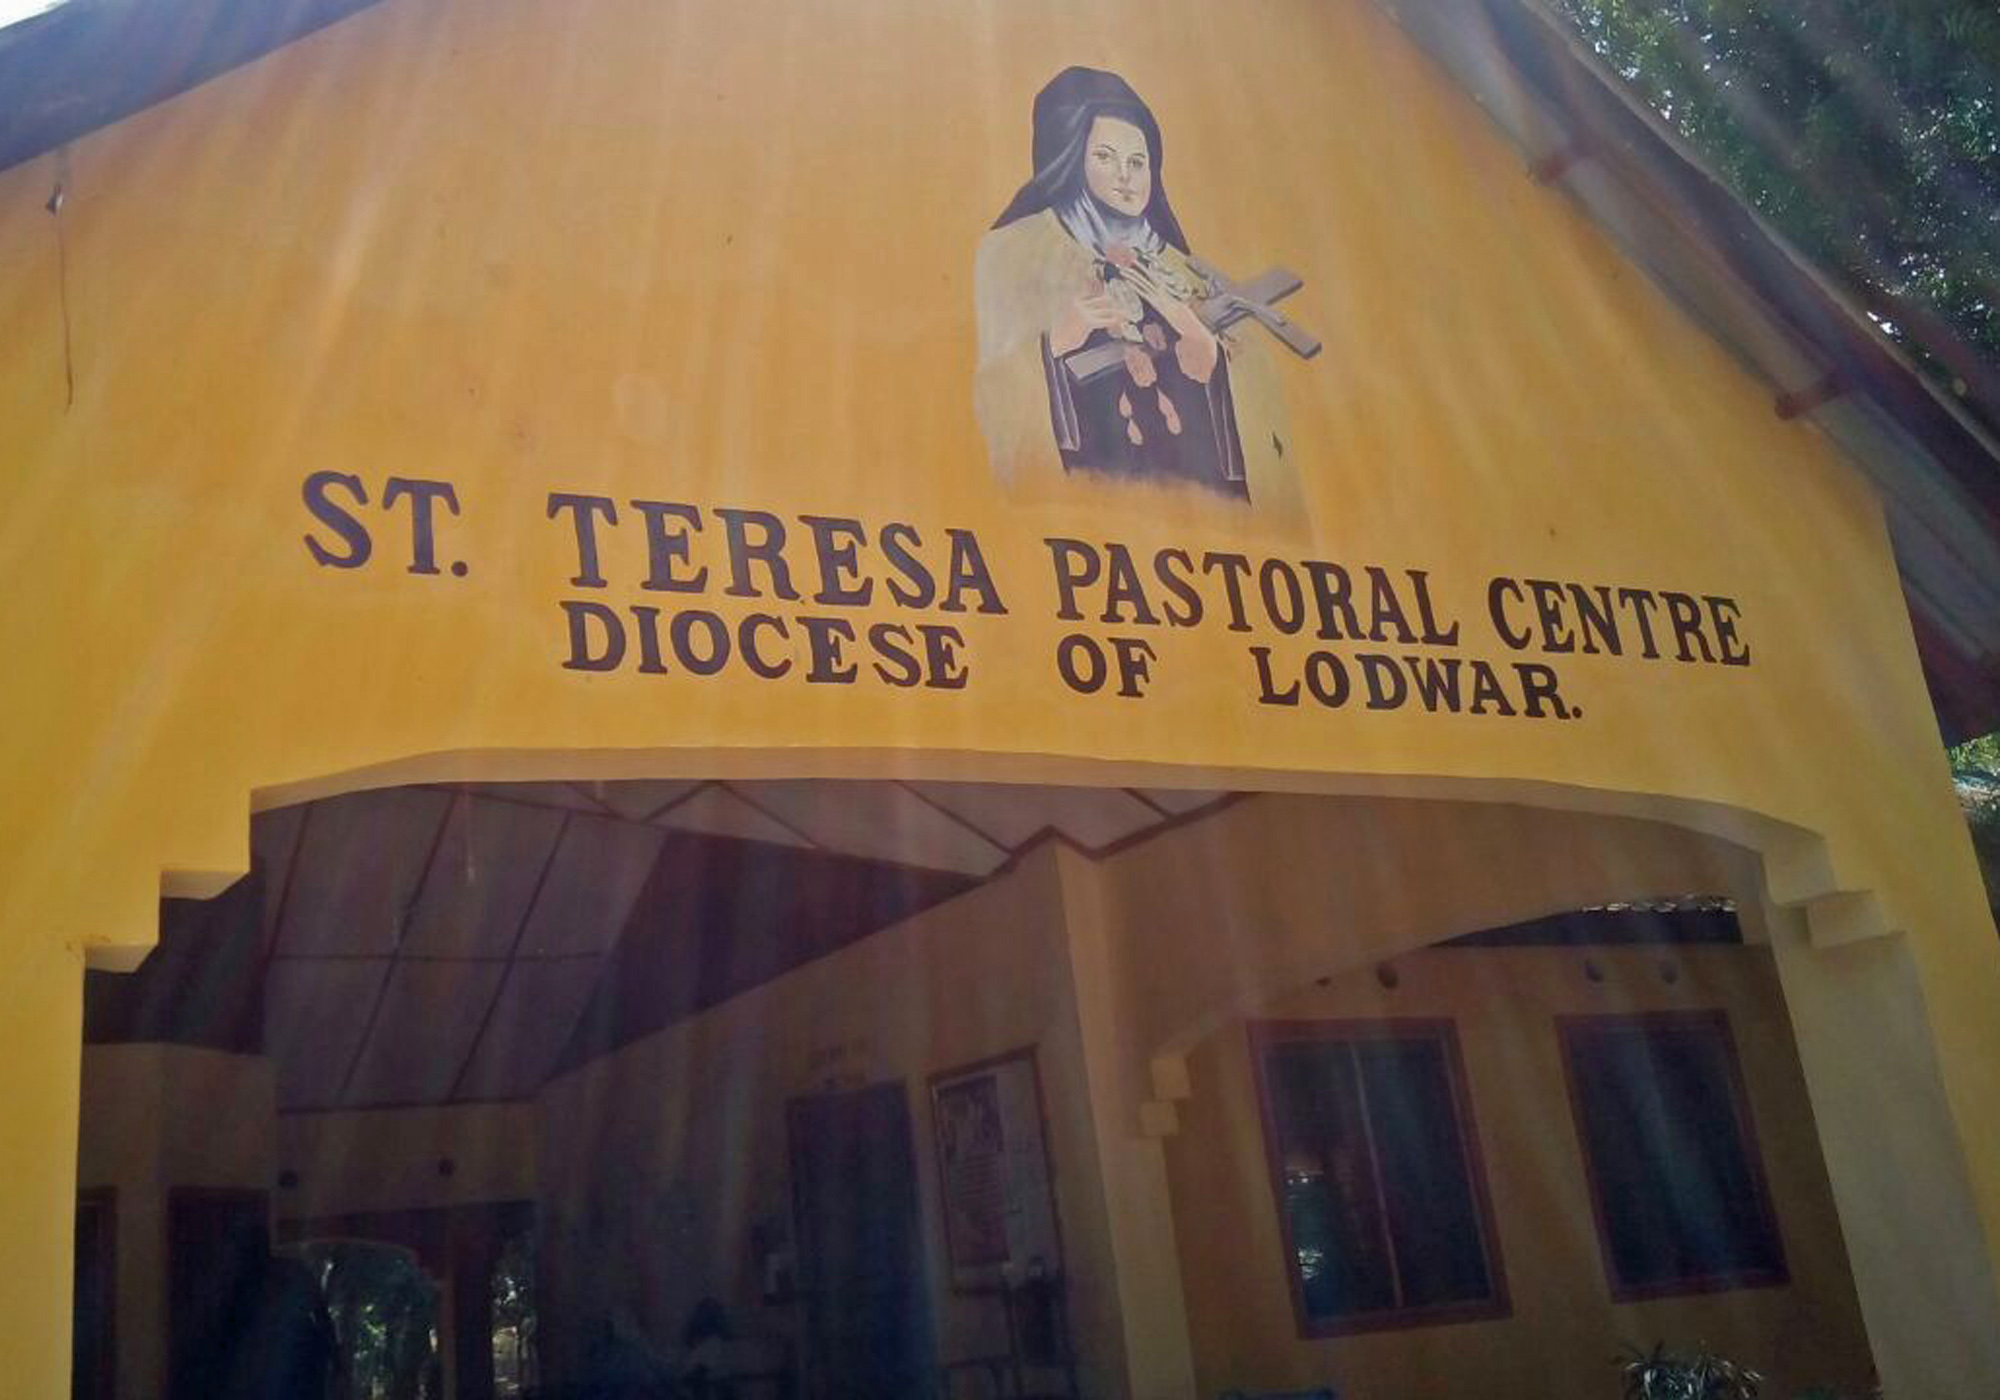 ST. TERESA PASTORAL CENTRE
DIOCESE OF LODWAR.